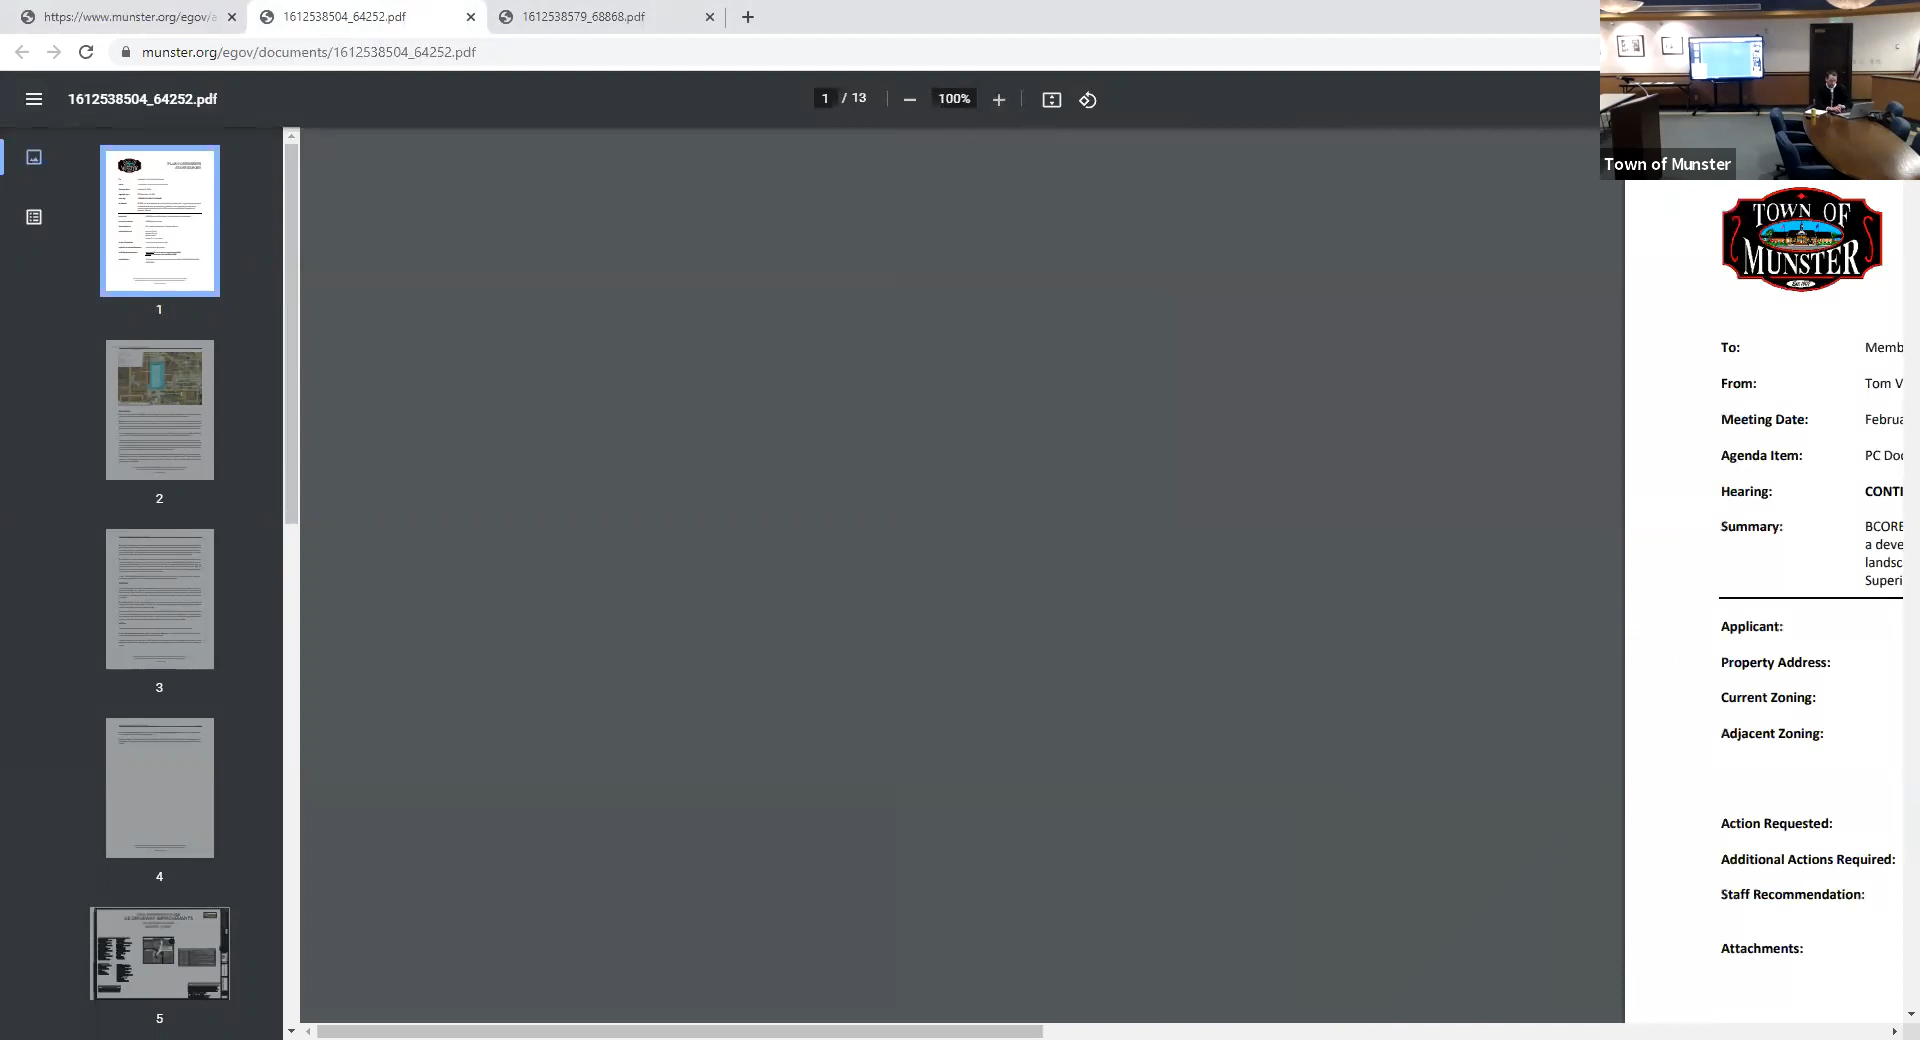 https://www.munster.org/egov/a
1612538504_64252.pdf
1612538579_68868.pdf
munster.org/egov/documents/1612538504_64252.pdf
1612538504_64252.pdf
1 / 13
100%
Town of Munster
TOWN OF
MUNSTER
To: Memb
From: Tom V
Meeting Date: Februa
Agenda Item: PC Doc
Hearing: CONTI
Summary: BCORE
a deve
landsc
Superi
Applicant:
Property Address:
Current Zoning:
Adjacent Zoning:
Action Requested:
Additional Actions Required:
Staff Recommendation:
Attachments:
1
2
3
4
5